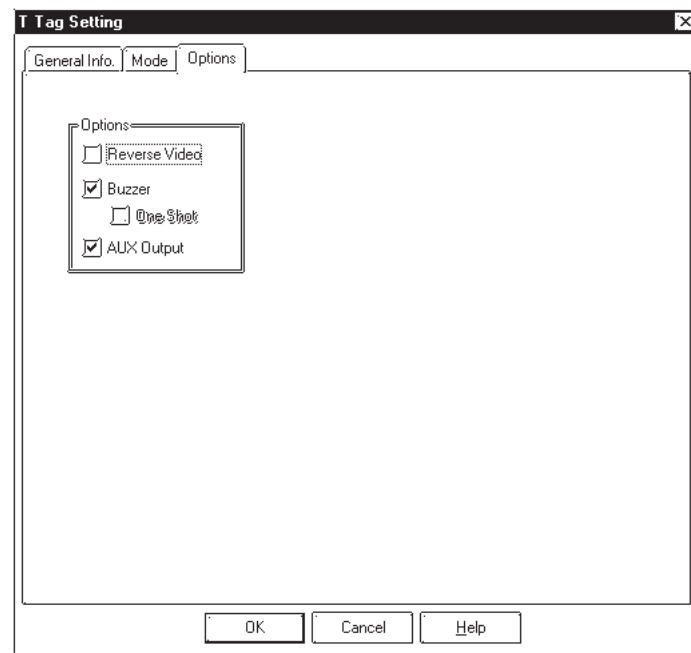 T Tag Setting
General Info. Mode Options
Options
Reverse Video
Buzzer
One Shot
AUX Output
OK Cancel Help